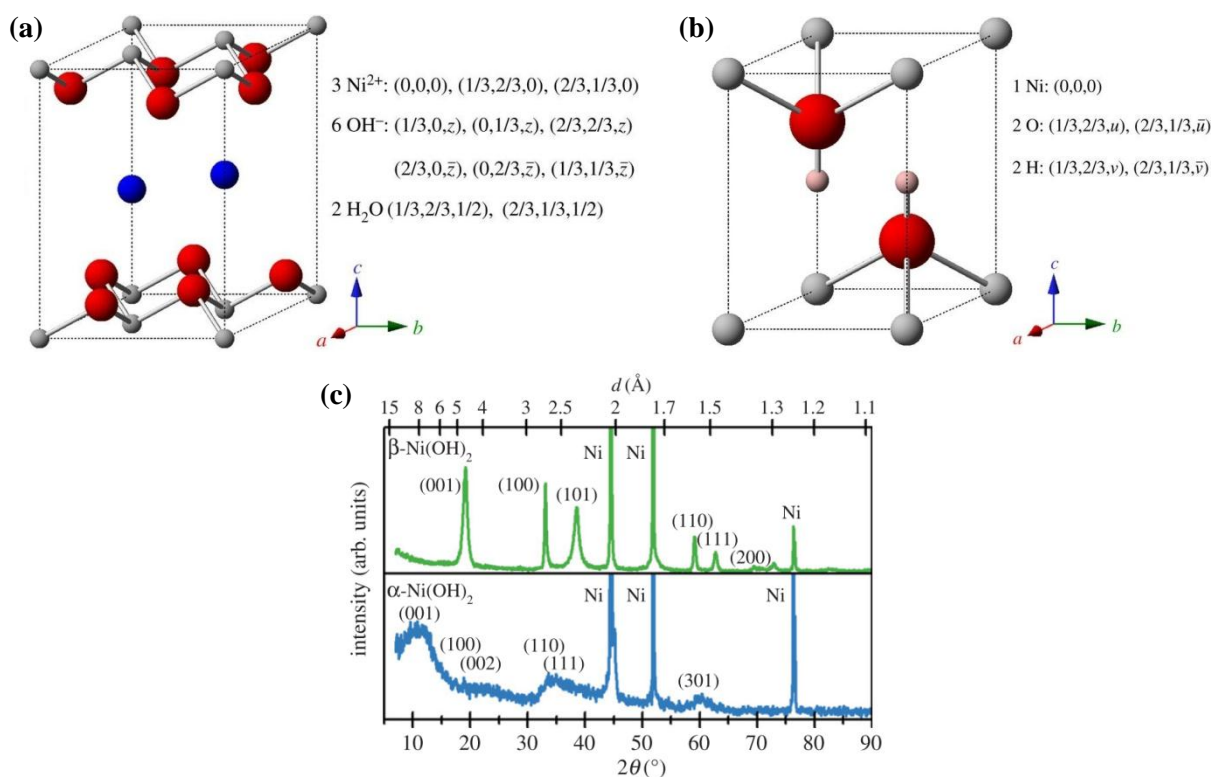 (a)
3 Ni²⁺: (0,0,0), (1/3,2/3,0), (2/3,1/3,0)
6 OH⁻: (1/3,0,z), (0,1/3,z), (2/3,2/3,z)
(2/3,0,z̄), (0,2/3,z̄), (1/3,1/3,z̄)
2 H₂O (1/3,2/3,1/2), (2/3,1/3,1/2)
c
a
b
(b)
1 Ni: (0,0,0)
2 O: (1/3,2/3,u), (2/3,1/3,ū)
2 H: (1/3,2/3,v), (2/3,1/3,v̄)
c
a
b
(c)
d (Å)
15 8 6 5 4 3 2.5 2 1.7 1.5 1.3 1.2 1.1
β-Ni(OH)₂
Ni Ni
(001) (100) (101)
(110) Ni
(111)
(200)
α-Ni(OH)₂
Ni Ni Ni
(001)
(100) (110)
(002) (111)
(301)
intensity (arb. units)
10 20 30 40 50 60 70 80 90
2θ (°)